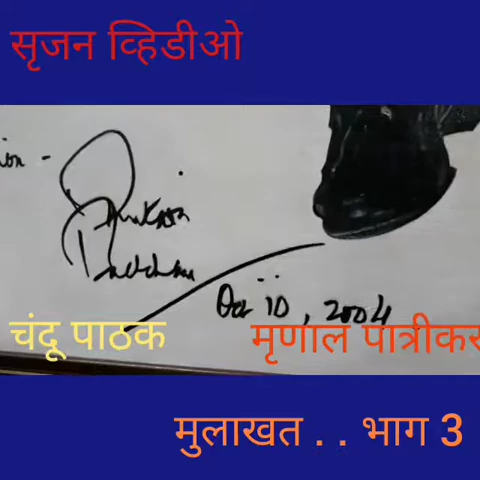 सृजन व्हिडीओ
Oct 10, 2004
चंदू पाठक
मृणाल पात्रीकर
मुलाखत . . भाग 3